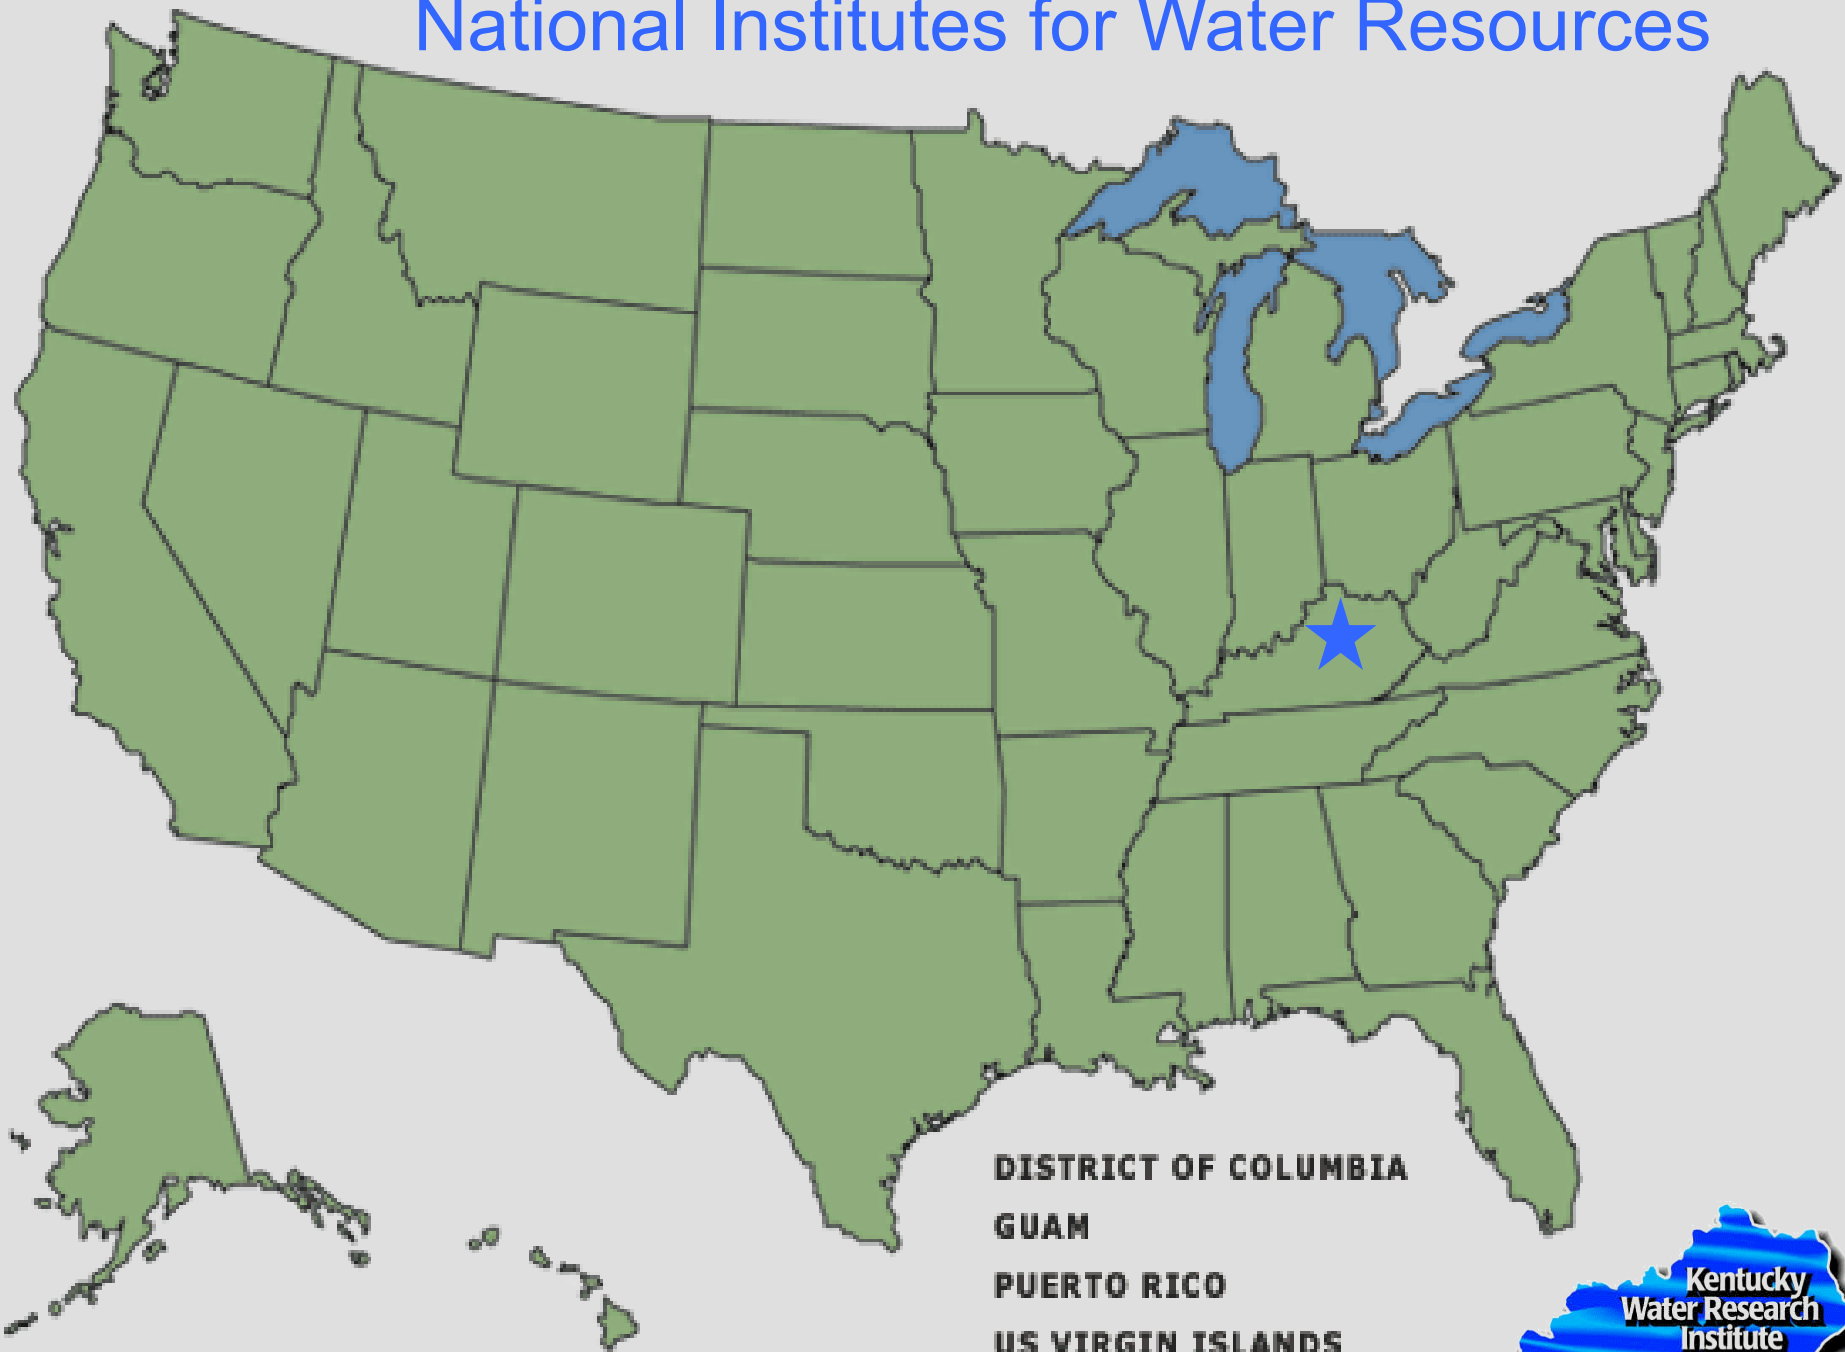 National Institutes for Water Resources
DISTRICT OF COLUMBIA
GUAM
PUERTO RICO
US VIRGIN ISLANDS
Kentucky
Water Research
Institute